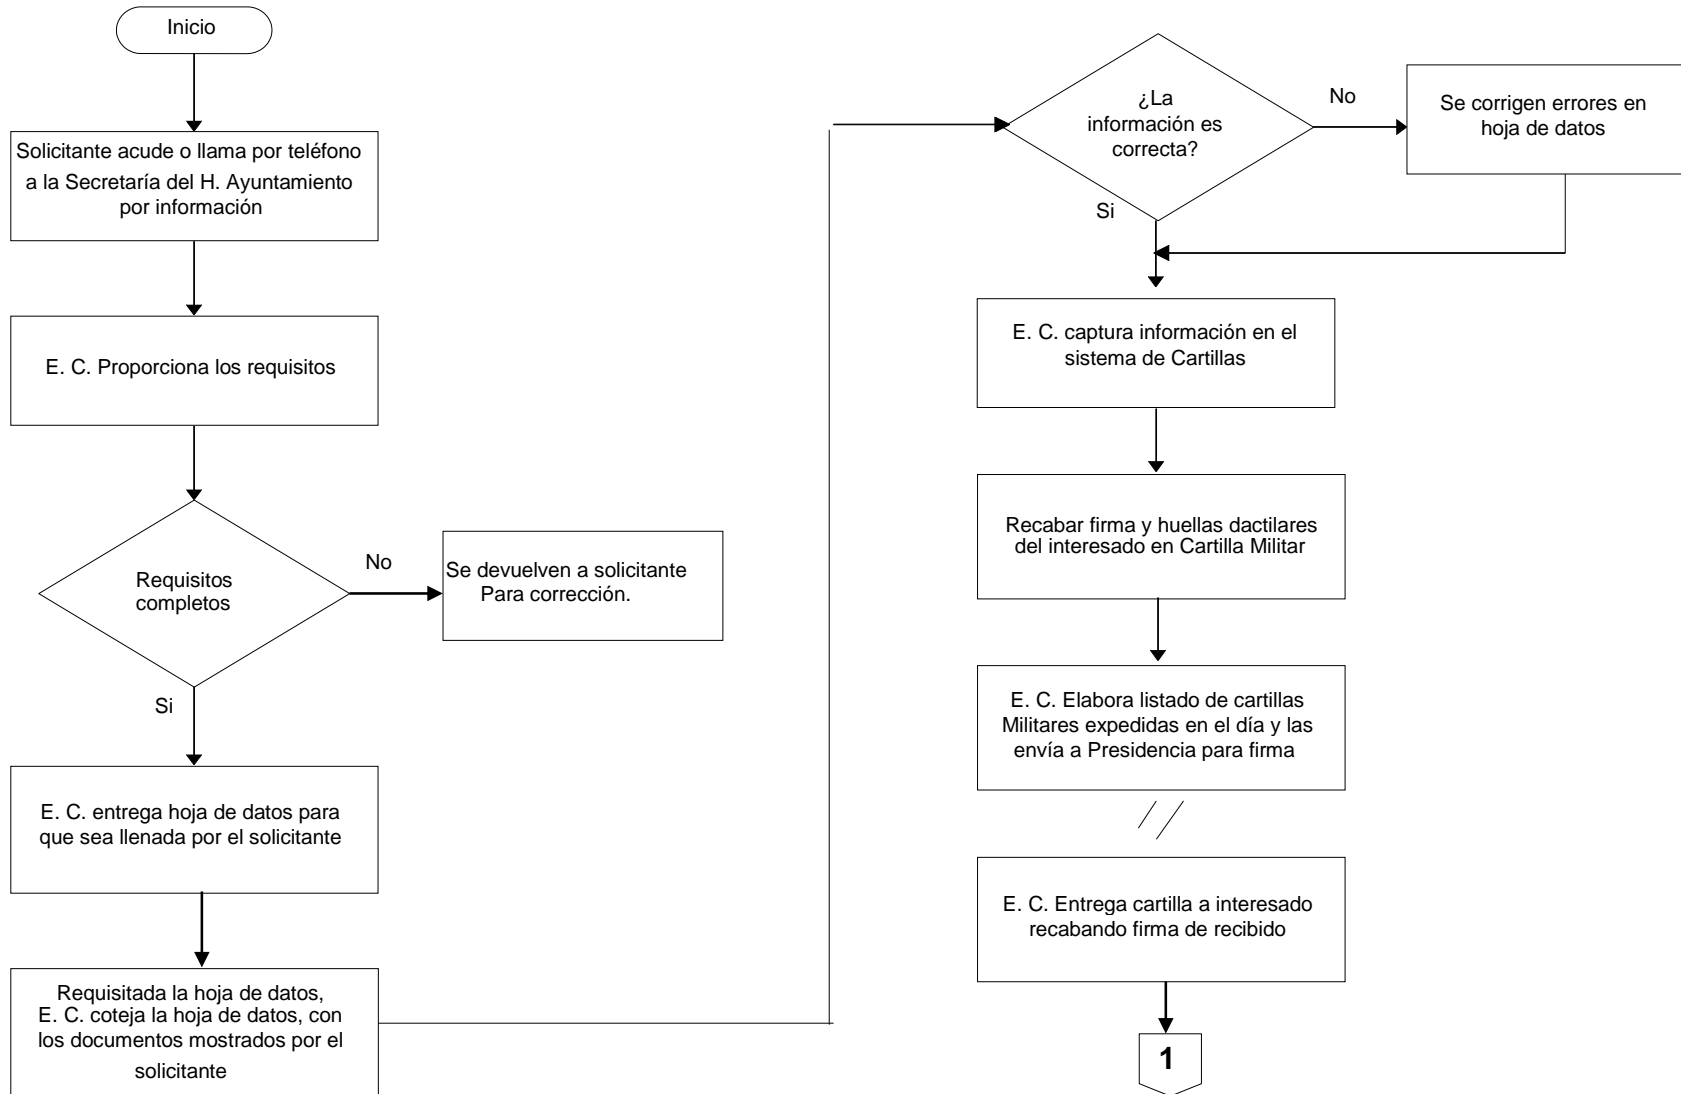 Inicio
Solicitante acude o llama por teléfono
a la Secretaría del H. Ayuntamiento
por información
E. C. Proporciona los requisitos
Requisitos
completos
No
Se devuelven a solicitante
Para corrección.
Si
E. C. entrega hoja de datos para
que sea llenada por el solicitante
Requisitada la hoja de datos,
E. C. coteja la hoja de datos, con
los documentos mostrados por el
solicitante
¿La
información es
correcta?
No
Se corrigen errores en
hoja de datos
Si
E. C. captura información en el
sistema de Cartillas
Recabar firma y huellas dactilares
del interesado en Cartilla Militar
E. C. Elabora listado de cartillas
Militares expedidas en el día y las
envía a Presidencia para firma
E. C. Entrega cartilla a interesado
recabando firma de recibido
1